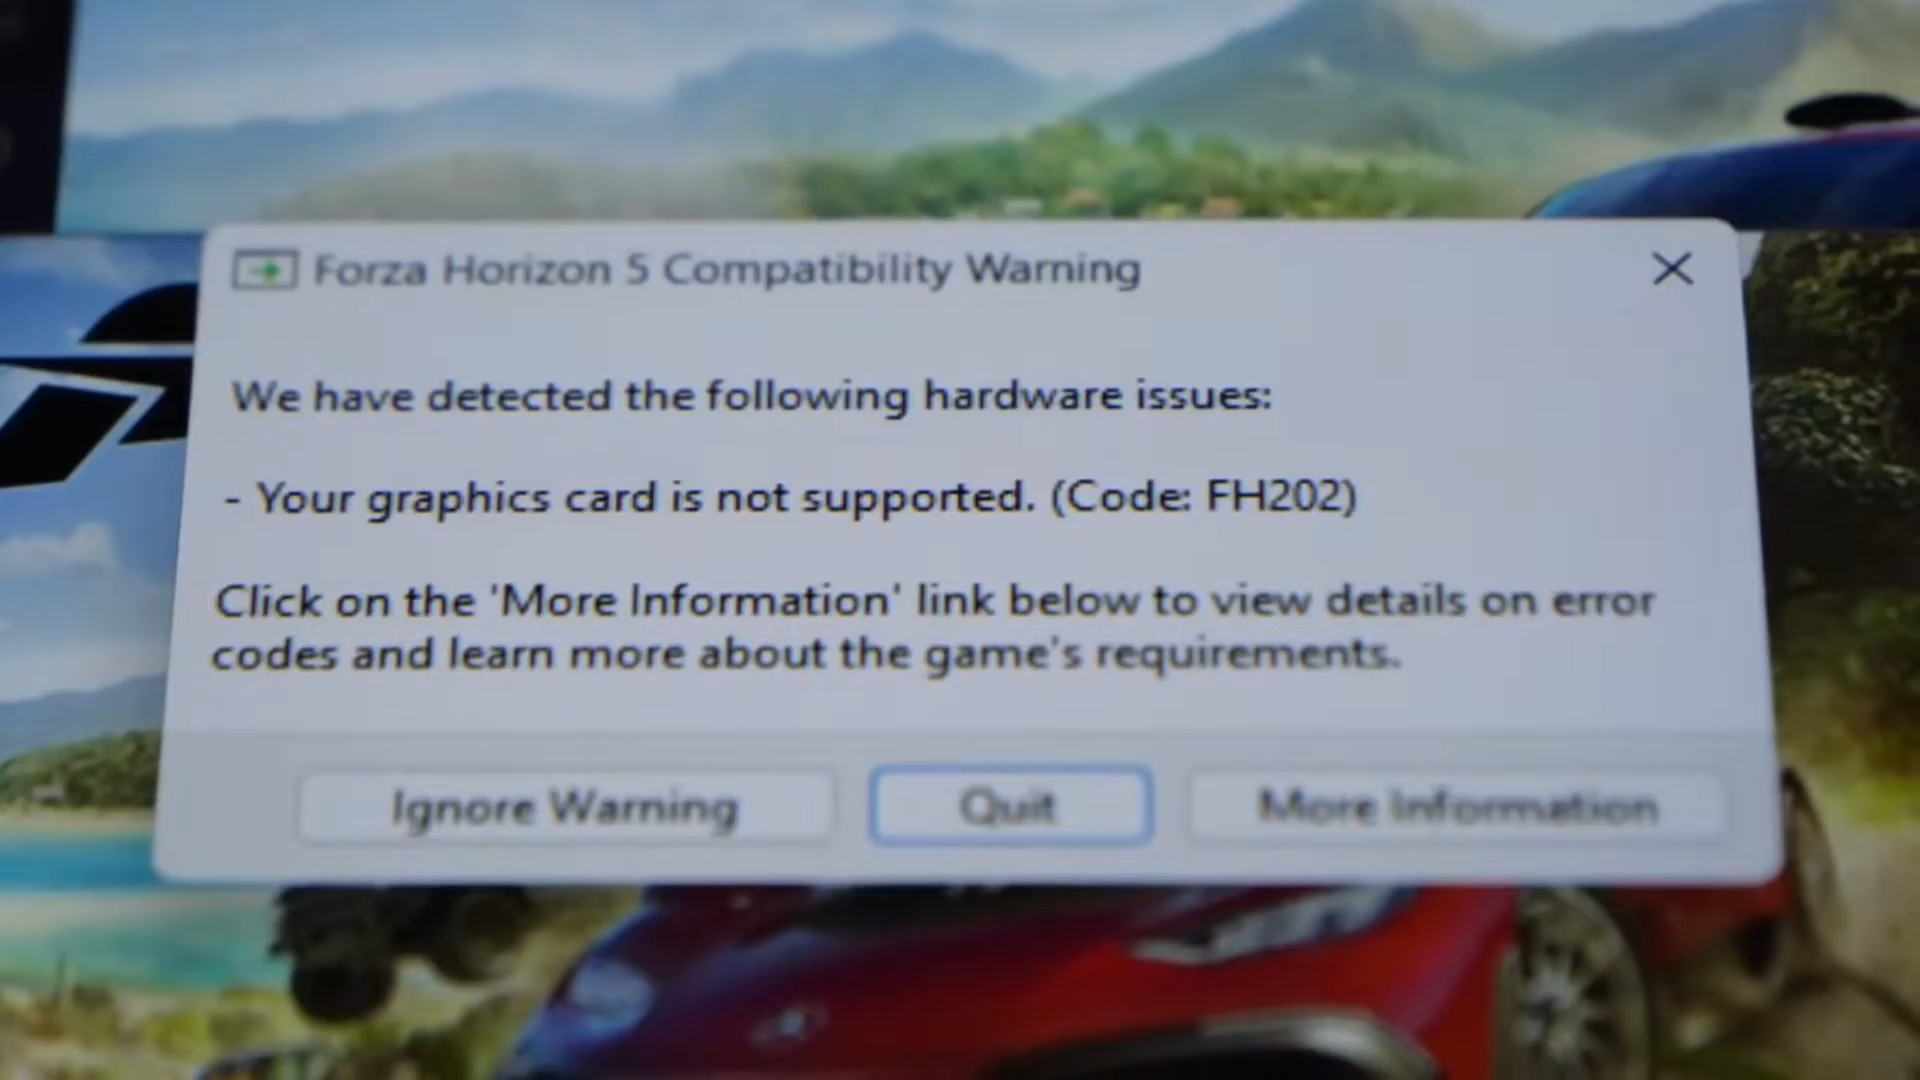 Forza Horizon 5 Compatibility Warning
We have detected the following hardware issues:
- Your graphics card is not supported. (Code: FH202)
Click on the 'More Information' link below to view details on error
codes and learn more about the game's requirements.
Ignore Warning
Quit
More Information